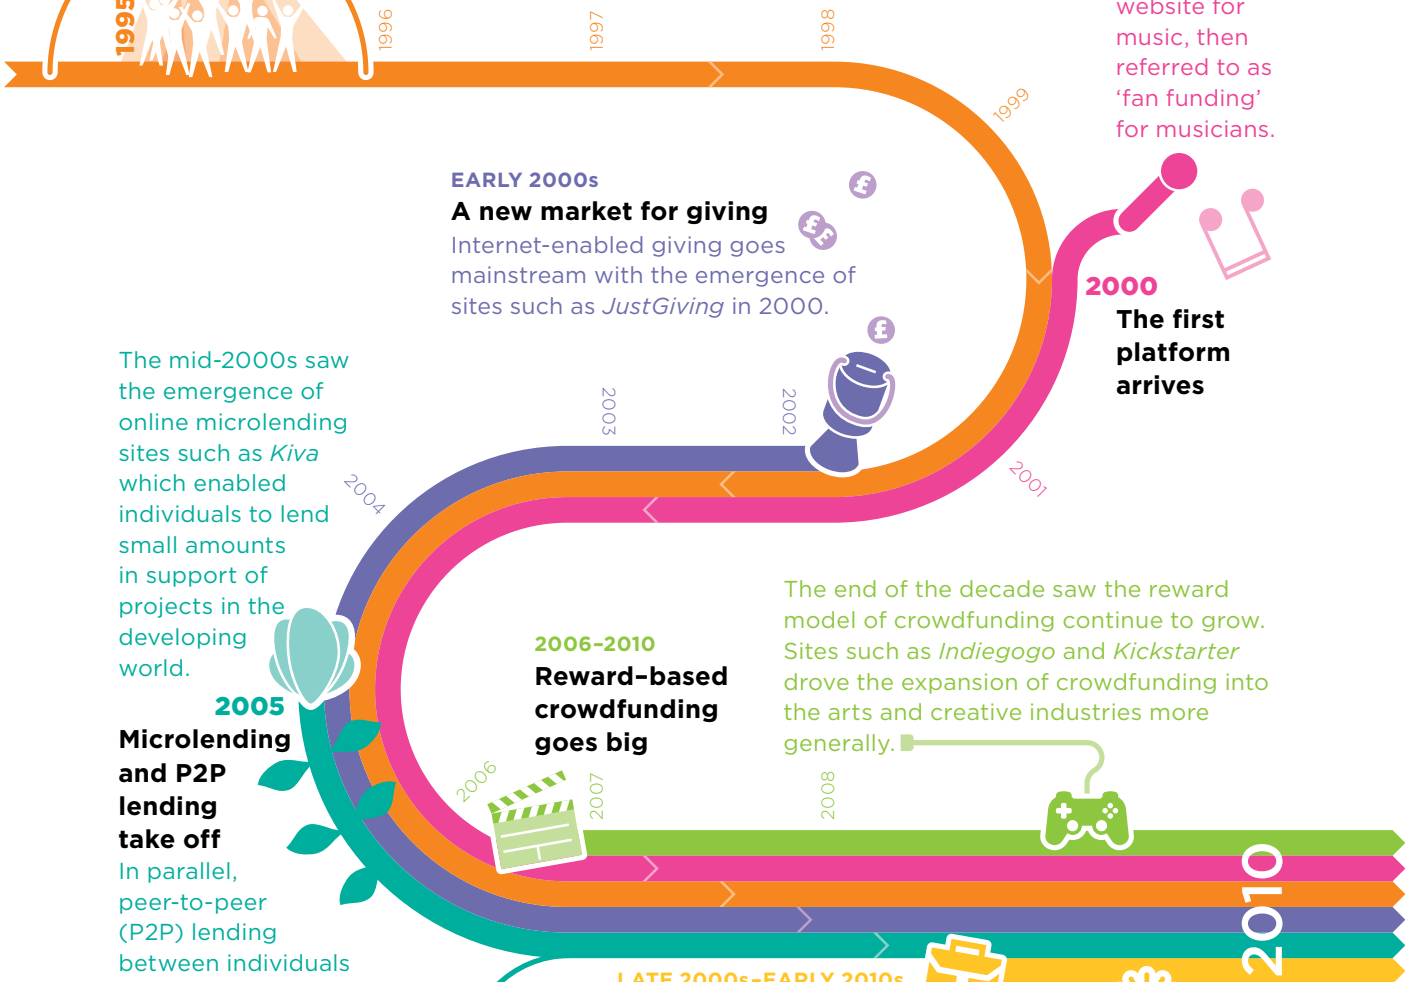 1995
1996
1997
1998
1999
website for
music, then
referred to as
‘fan funding’
for musicians.
2000
The first
platform
arrives
EARLY 2000s
A new market for giving
Internet-enabled giving goes
mainstream with the emergence of
sites such as JustGiving in 2000.
£
£
£
£
2001
2002
2003
2004
The mid-2000s saw
the emergence of
online microlending
sites such as Kiva
which enabled
individuals to lend
small amounts
in support of
projects in the
developing
world.
2005
Microlending
and P2P
lending
take off
In parallel,
peer-to-peer
(P2P) lending
between individuals
2006–2010
Reward–based
crowdfunding
goes big
The end of the decade saw the reward
model of crowdfunding continue to grow.
Sites such as Indiegogo and Kickstarter
drove the expansion of crowdfunding into
the arts and creative industries more
generally.
2006
2007
2008
2010
LATE 2000s–EARLY 2010s